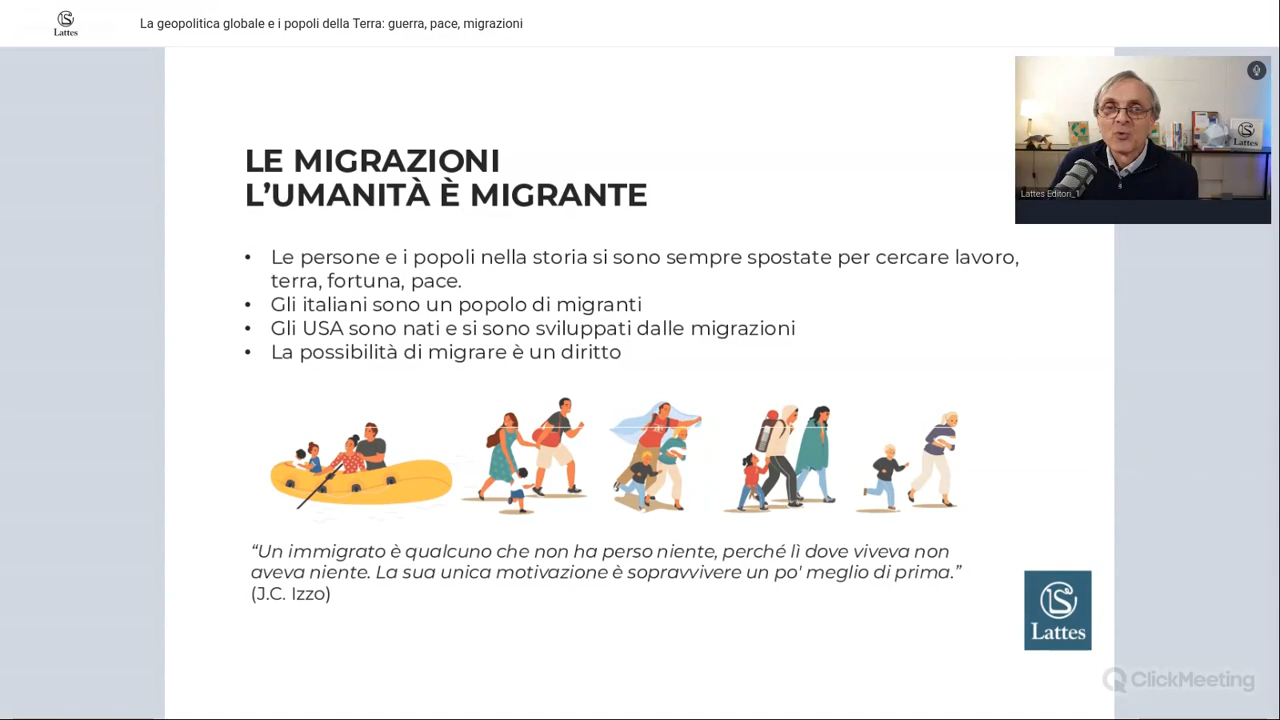 Lattes
La geopolitica globale e i popoli della Terra: guerra, pace, migrazioni
LE MIGRAZIONI
L’UMANITÀ È MIGRANTE
Lattes
Lattes Editori_1
• Le persone e i popoli nella storia si sono sempre spostate per cercare lavoro,
terra, fortuna, pace.
• Gli italiani sono un popolo di migranti
• Gli USA sono nati e si sono sviluppati dalle migrazioni
• La possibilità di migrare è un diritto
“Un immigrato è qualcuno che non ha perso niente, perché lì dove viveva non
aveva niente. La sua unica motivazione è sopravvivere un po' meglio di prima.”
(J.C. Izzo)
Lattes
ClickMeeting